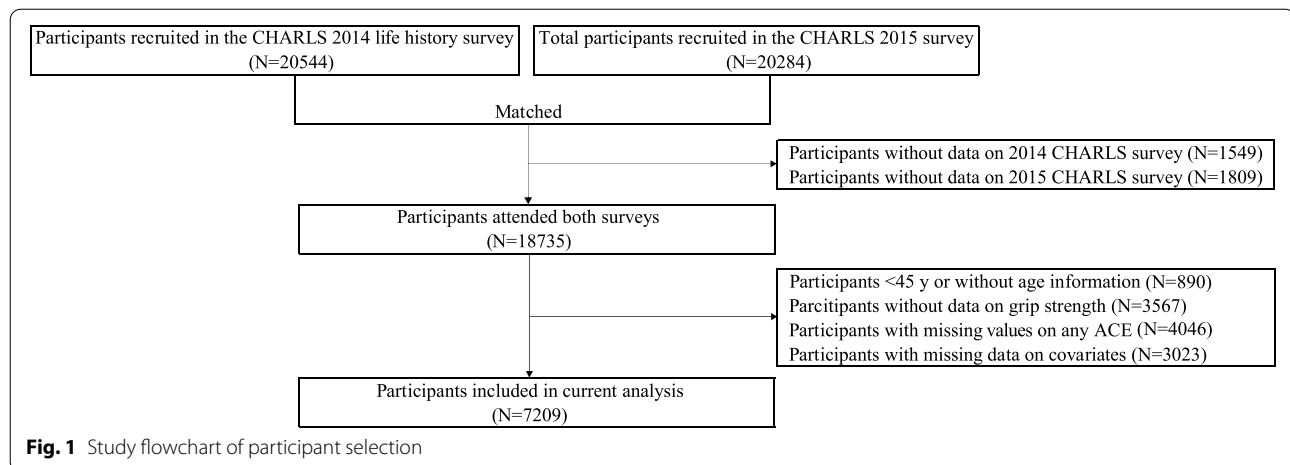 Participants recruited in the CHARLS 2014 life history survey
(N=20544)
Total participants recruited in the CHARLS 2015 survey
(N=20284)
Matched
Participants without data on 2014 CHARLS survey (N=1549)
Participants without data on 2015 CHARLS survey (N=1809)
Participants attended both surveys
(N=18735)
Participants <45 y or without age information (N=890)
Parcitipants without data on grip strength (N=3567)
Participants with missing values on any ACE (N=4046)
Participants with missing data on covariates (N=3023)
Participants included in current analysis
(N=7209)
Fig. 1 Study flowchart of participant selection